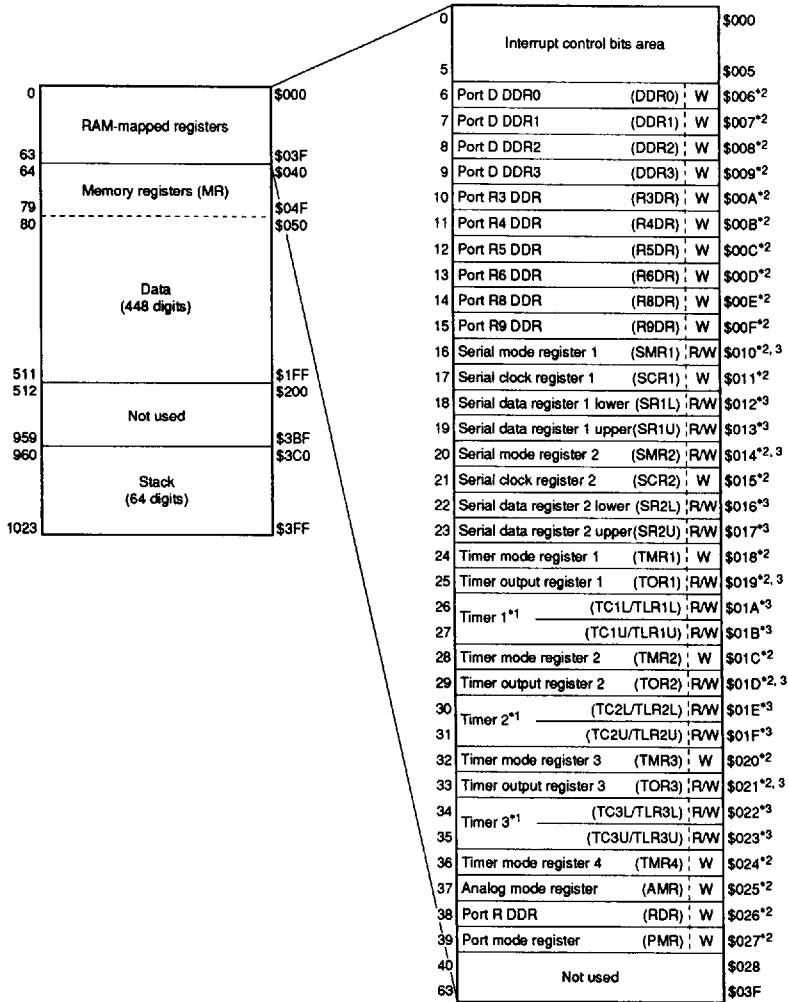 0 $000
RAM-mapped registers
63 $03F
64 $040
Memory registers (MR)
79 $04F
80 $050
Data
(448 digits)
511 $1FF
512 $200
Not used
959 $3BF
960 $3C0
Stack
(64 digits)
1023 $3FF
0 $000
Interrupt control bits area
5 $005
6 Port D DDR0 (DDR0) W $006*2
7 Port D DDR1 (DDR1) W $007*2
8 Port D DDR2 (DDR2) W $008*2
9 Port D DDR3 (DDR3) W $009*2
10 Port R3 DDR (R3DR) W $00A*2
11 Port R4 DDR (R4DR) W $00B*2
12 Port R5 DDR (R5DR) W $00C*2
13 Port R6 DDR (R6DR) W $00D*2
14 Port R8 DDR (R8DR) W $00E*2
15 Port R9 DDR (R9DR) W $00F*2
16 Serial mode register 1 (SMR1) R/W $010*2, 3
17 Serial clock register 1 (SCR1) W $011*2
18 Serial data register 1 lower (SR1L) R/W $012*3
19 Serial data register 1 upper(SR1U) R/W $013*3
20 Serial mode register 2 (SMR2) R/W $014*2, 3
21 Serial clock register 2 (SCR2) W $015*2
22 Serial data register 2 lower (SR2L) R/W $016*3
23 Serial data register 2 upper(SR2U) R/W $017*3
24 Timer mode register 1 (TMR1) W $018*2
25 Timer output register 1 (TOR1) R/W $019*2, 3
26 (TC1L/TLR1L) R/W $01A*3
Timer 1*1
27 (TC1U/TLR1U) R/W $01B*3
28 Timer mode register 2 (TMR2) W $01C*2
29 Timer output register 2 (TOR2) R/W $01D*2, 3
30 (TC2L/TLR2L) R/W $01E*3
Timer 2*1
31 (TC2U/TLR2U) R/W $01F*3
32 Timer mode register 3 (TMR3) W $020*2
33 Timer output register 3 (TOR3) R/W $021*2, 3
34 (TC3L/TLR3L) R/W $022*3
Timer 3*1
35 (TC3U/TLR3U) R/W $023*3
36 Timer mode register 4 (TMR4) W $024*2
37 Analog mode register (AMR) W $025*2
38 Port R DDR (RDR) W $026*2
39 Port mode register (PMR) W $027*2
40 $028
Not used
63 $03F